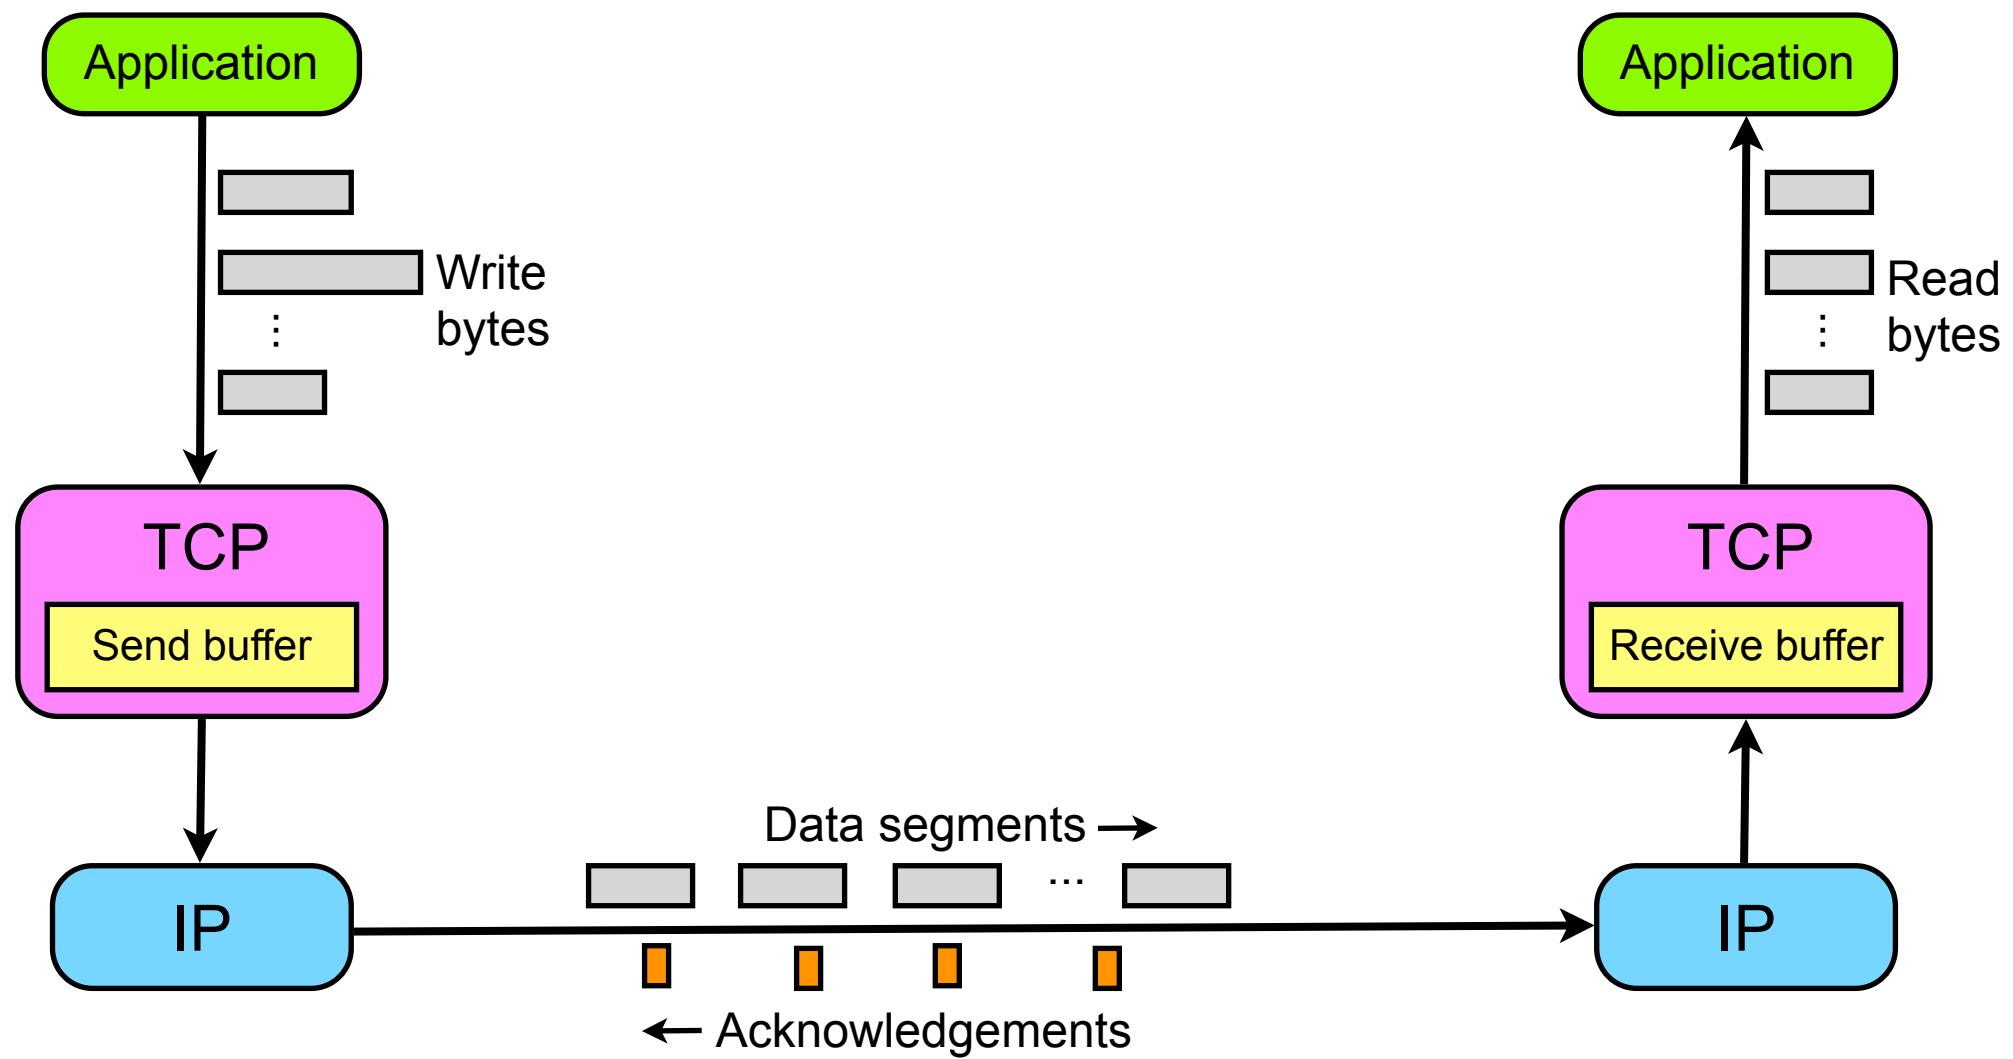 Application
Write
bytes
⋮
TCP
Send buffer
IP
Data segments
...
Acknowledgements
Application
Read
bytes
⋮
TCP
Receive buffer
IP